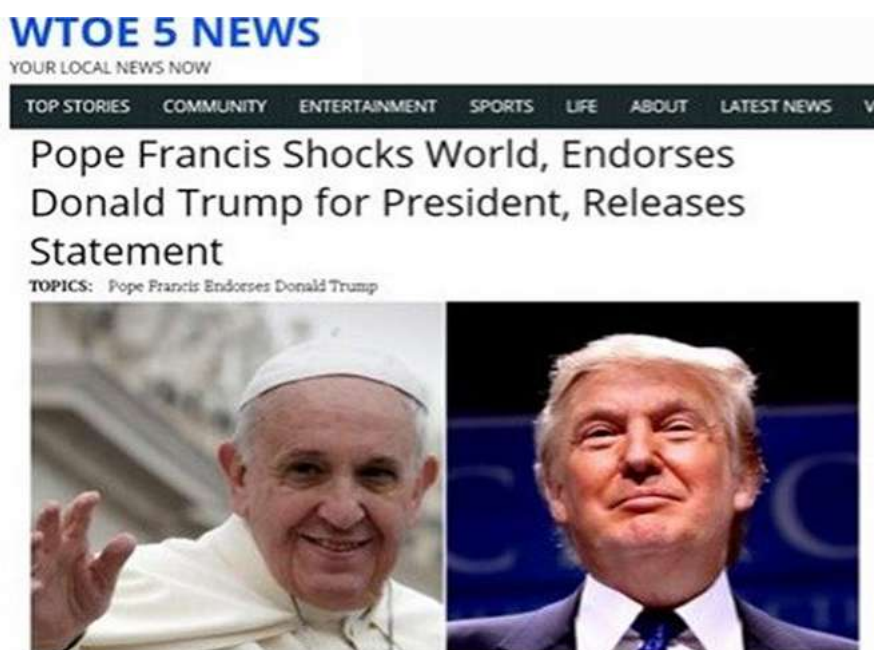 WTOE 5 NEWS
YOUR LOCAL NEWS NOW
TOP STORIES COMMUNITY ENTERTAINMENT SPORTS LIFE ABOUT LATEST NEWS
Pope Francis Shocks World, Endorses
Donald Trump for President, Releases
Statement
TOPICS: Pope Francis Endorses Donald Trump